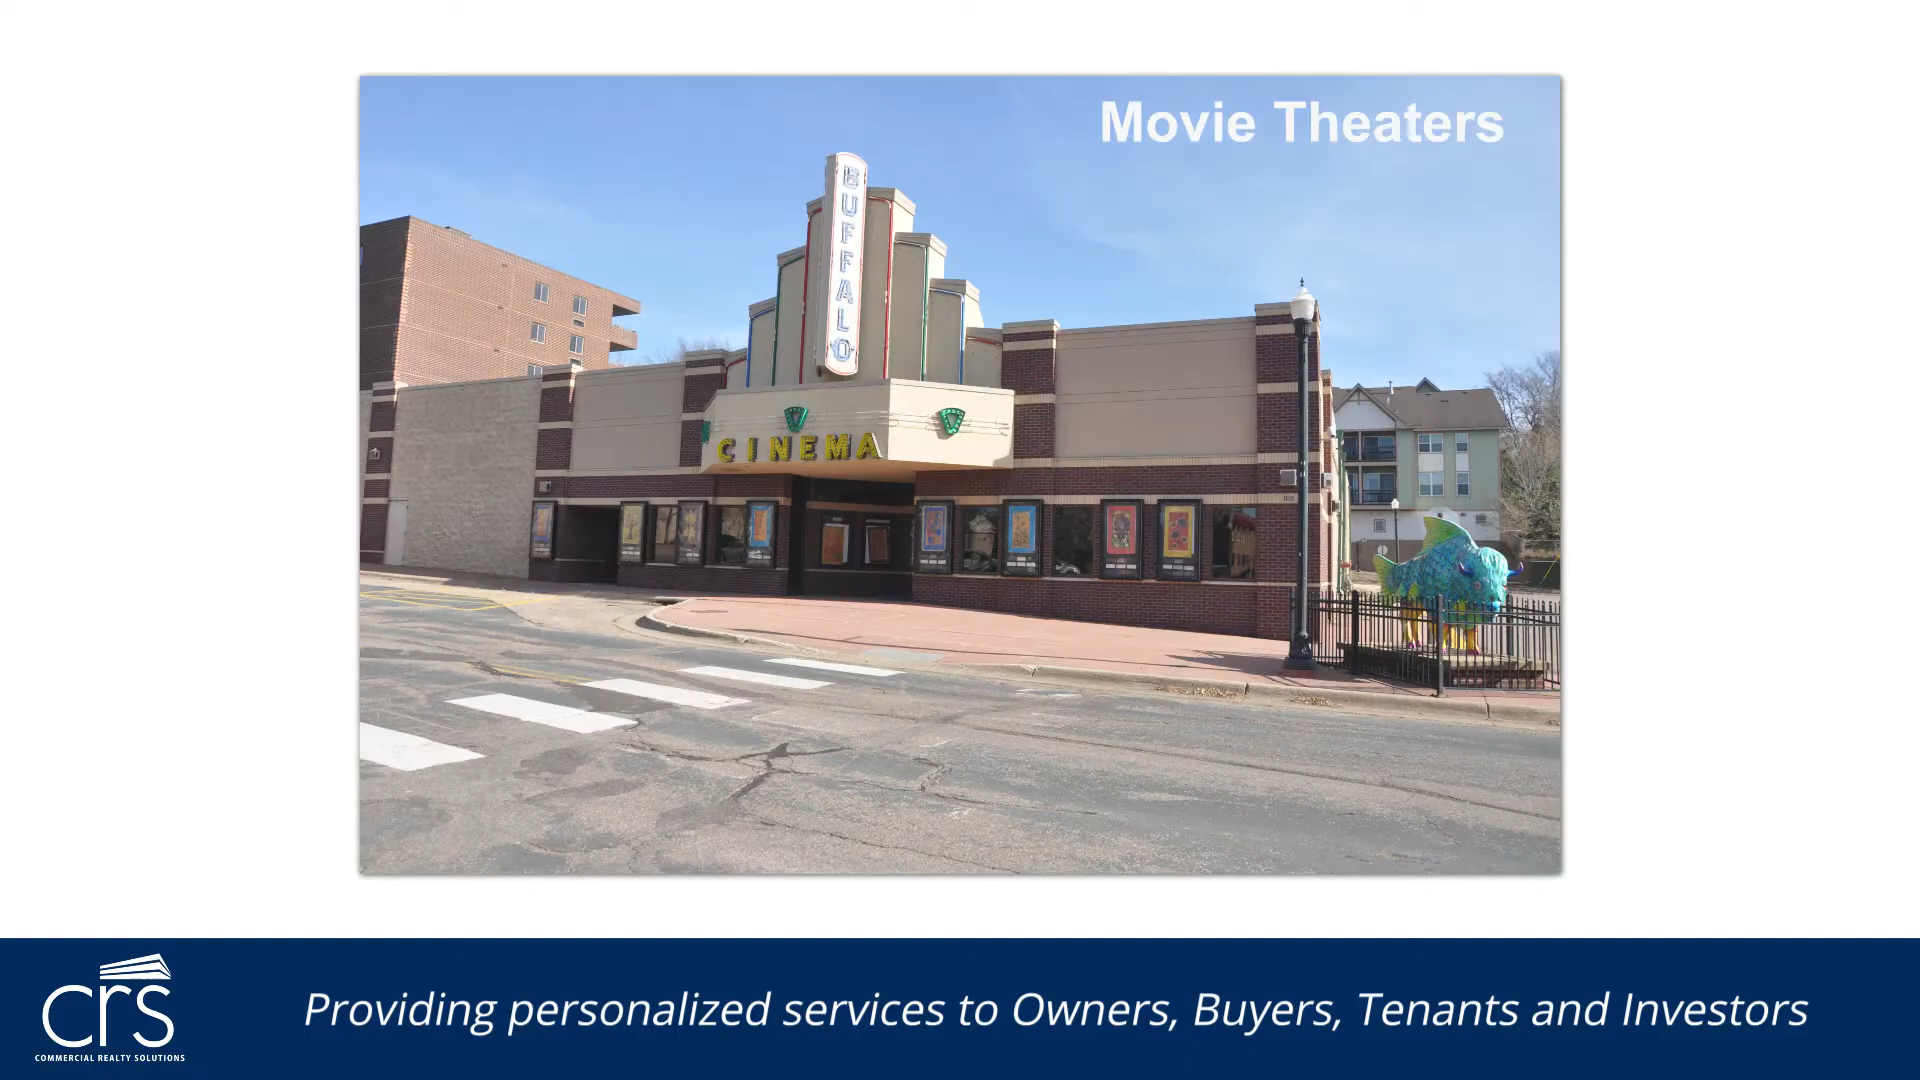 Movie Theaters
BUFFALO
CINEMA
crs
COMMERCIAL REALTY SOLUTIONS
Providing personalized services to Owners, Buyers, Tenants and Investors